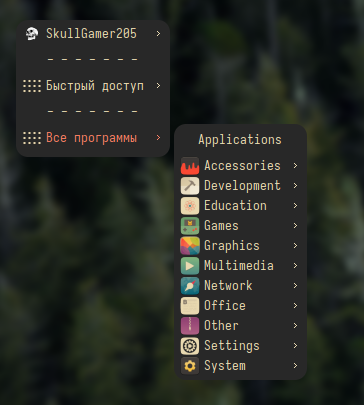 SkullGamer205 ›
- - - - - - -
Быстрый доступ ›
- - - - - - -
Все программы ›
Applications
Accessories ›
Development ›
Education ›
Games ›
Graphics ›
Multimedia ›
Network ›
Office ›
Other ›
Settings ›
System ›